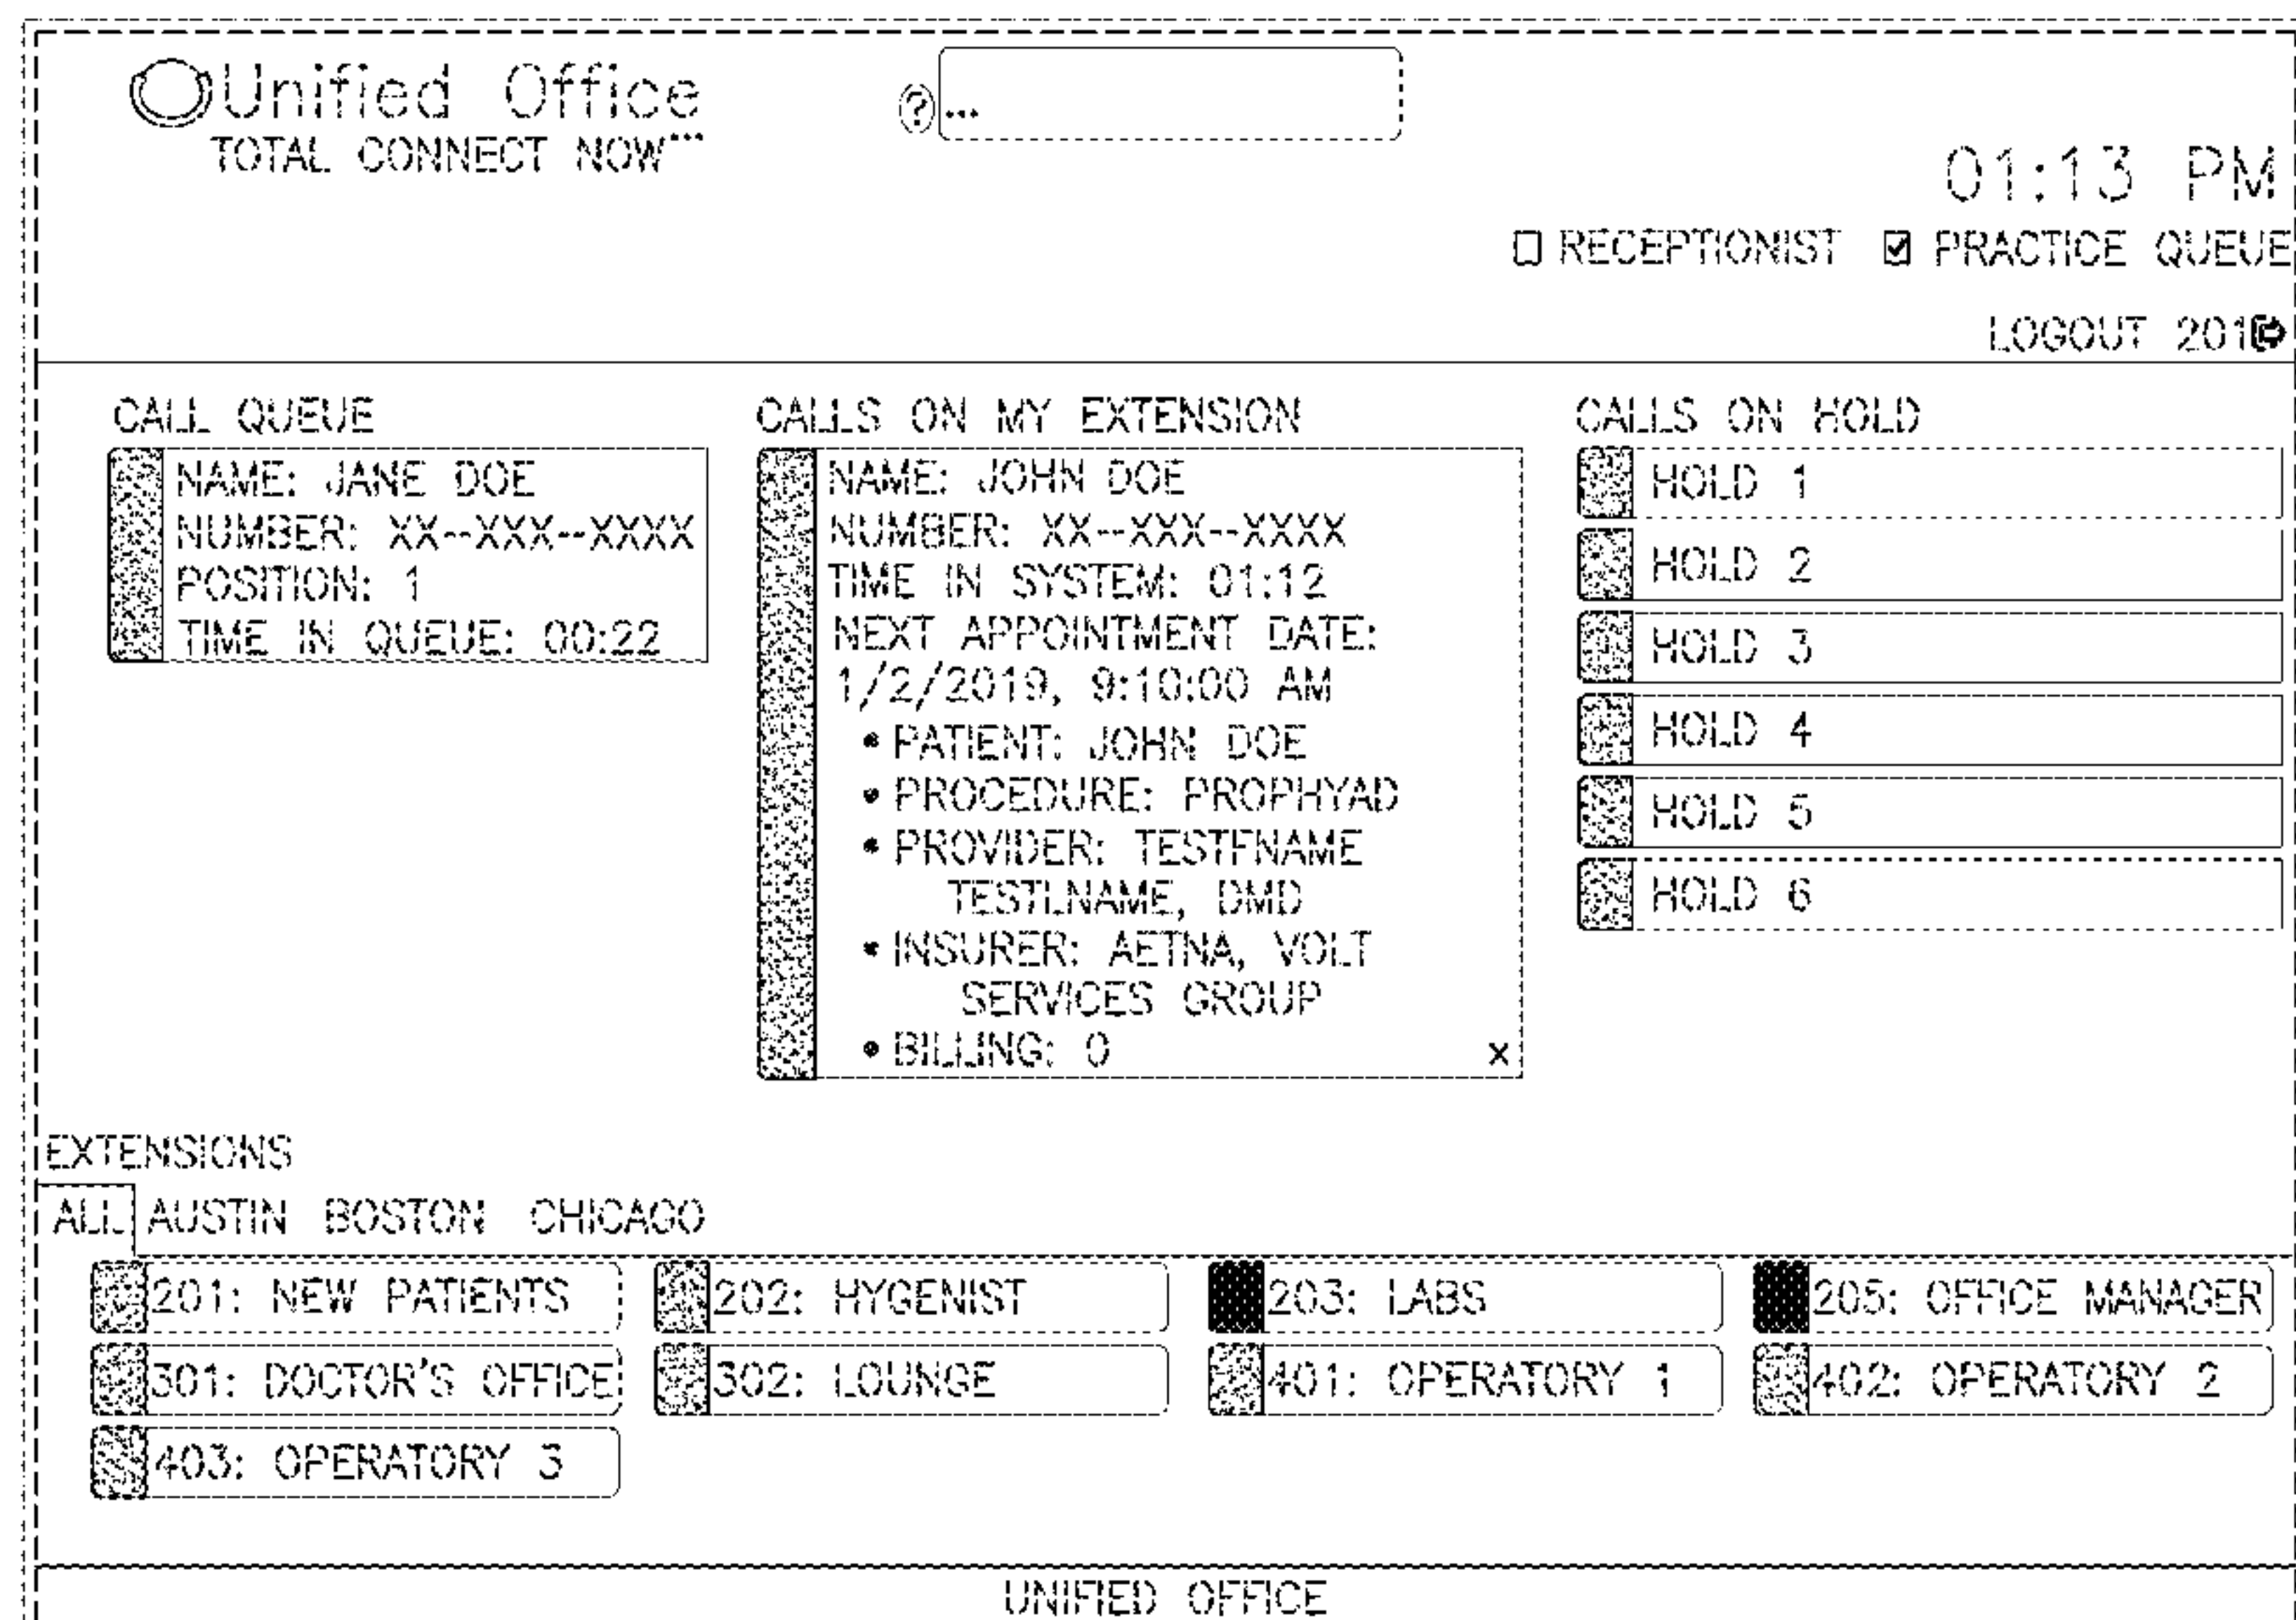 Unified Office
TOTAL CONNECT NOW
? ...
01:13 PM
RECEPTIONIST PRACTICE QUEUE
LOGOUT 201
CALL QUEUE
NAME: JANE DOE
NUMBER: XX--XXX--XXXX
POSITION: 1
TIME IN QUEUE: 00:22
CALLS ON MY EXTENSION
NAME: JOHN DOE
NUMBER: XX--XXX--XXXX
TIME IN SYSTEM: 01:12
NEXT APPOINTMENT DATE:
1/2/2019, 9:10:00 AM
• PATIENT: JOHN DOE
• PROCEDURE: PROPHYAD
• PROVIDER: TESTFNAME
TESTLNAME, DMD
• INSURER: AETNA, VOLT
SERVICES GROUP
• BILLING: 0
X
CALLS ON HOLD
HOLD 1
HOLD 2
HOLD 3
HOLD 4
HOLD 5
HOLD 6
EXTENSIONS
ALL AUSTIN BOSTON CHICAGO
201: NEW PATIENTS
202: HYGENIST
203: LABS
205: OFFICE MANAGER
301: DOCTOR'S OFFICE
302: LOUNGE
401: OPERATORY 1
402: OPERATORY 2
403: OPERATORY 3
UNIFIED OFFICE